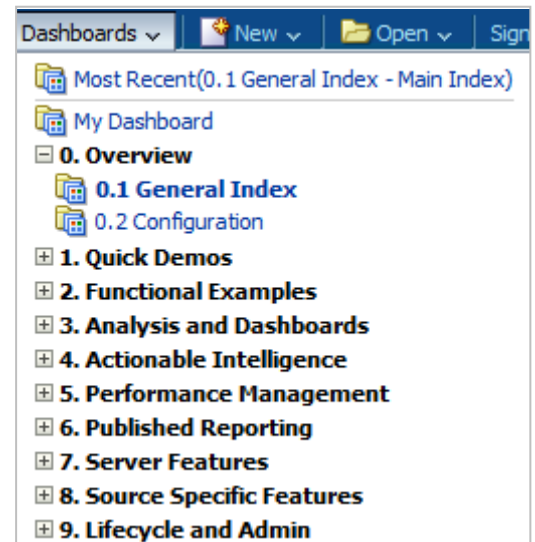 Dashboards New Open Sign
Most Recent(0.1 General Index - Main Index)
My Dashboard
0. Overview
0.1 General Index
0.2 Configuration
1. Quick Demos
2. Functional Examples
3. Analysis and Dashboards
4. Actionable Intelligence
5. Performance Management
6. Published Reporting
7. Server Features
8. Source Specific Features
9. Lifecycle and Admin